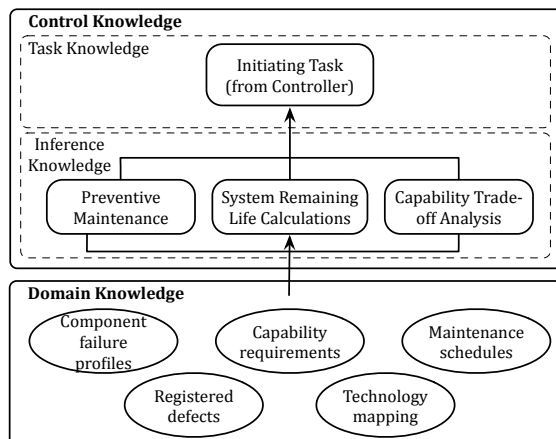 Control Knowledge
Task Knowledge
Initiating Task
(from Controller)
Inference
Knowledge
Preventive
Maintenance
System Remaining
Life Calculations
Capability Trade-
off Analysis
Domain Knowledge
Component
failure
profiles
Capability
requirements
Maintenance
schedules
Registered
defects
Technology
mapping